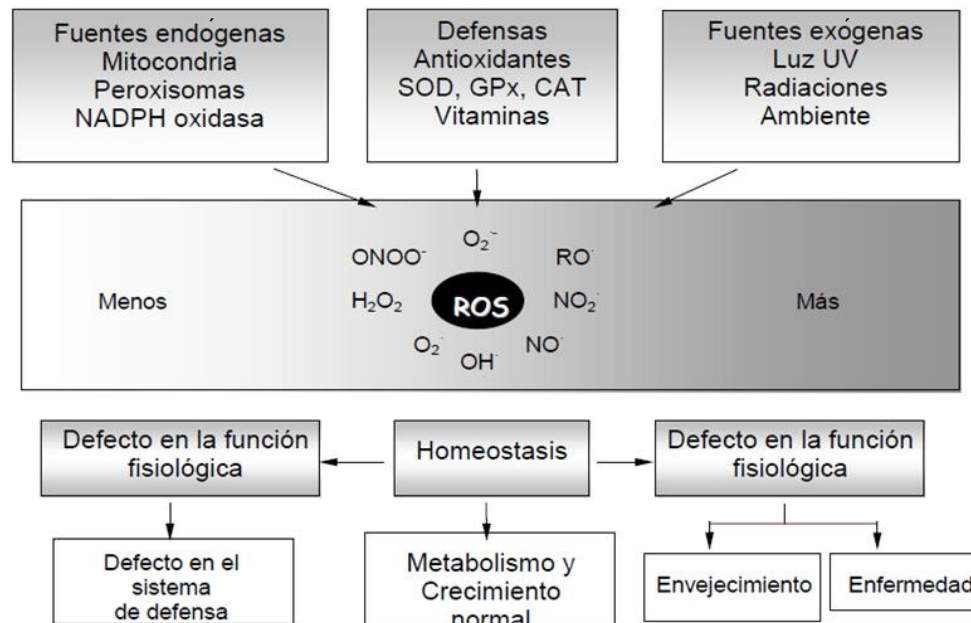 Fuentes endógenas
Mitocondria
Peroxisomas
NADPH oxidasa
Defensas
Antioxidantes
SOD, GPx, CAT
Vitaminas
Fuentes exógenas
Luz UV
Radiaciones
Ambiente
Menos
ONOO⁻
O₂˙⁻
RO˙
H₂O₂
ROS
NO₂˙
O₂˙
OH˙
NO˙
Más
Defecto en la función
fisiológica
Homeostasis
Defecto en la función
fisiológica
Defecto en el
sistema
de defensa
Metabolismo y
Crecimiento
normal
Envejecimiento
Enfermedad